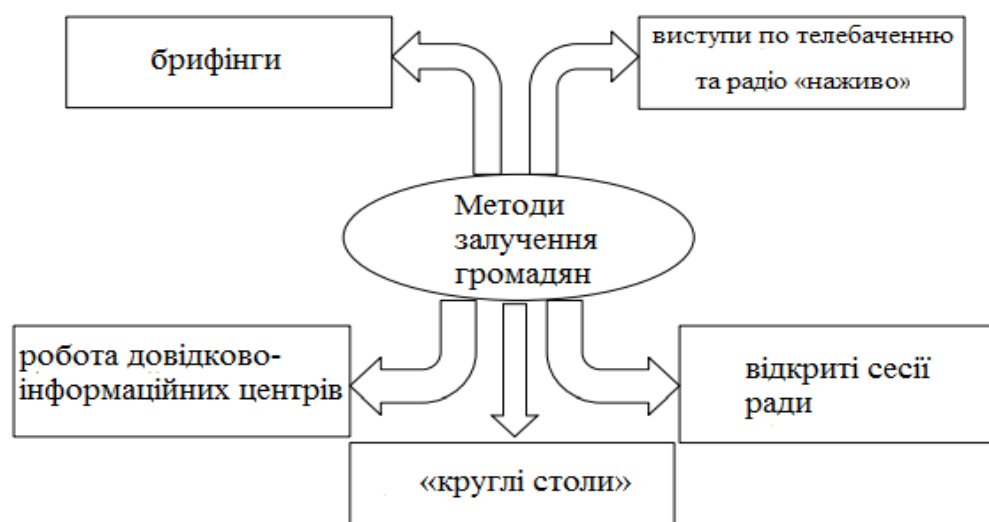 брифінги
виступи по телебаченню
та радіо «наживо»
Методи
залучення
громадян
робота довідково-
інформаційних центрів
відкриті сесії
ради
«круглі столи»